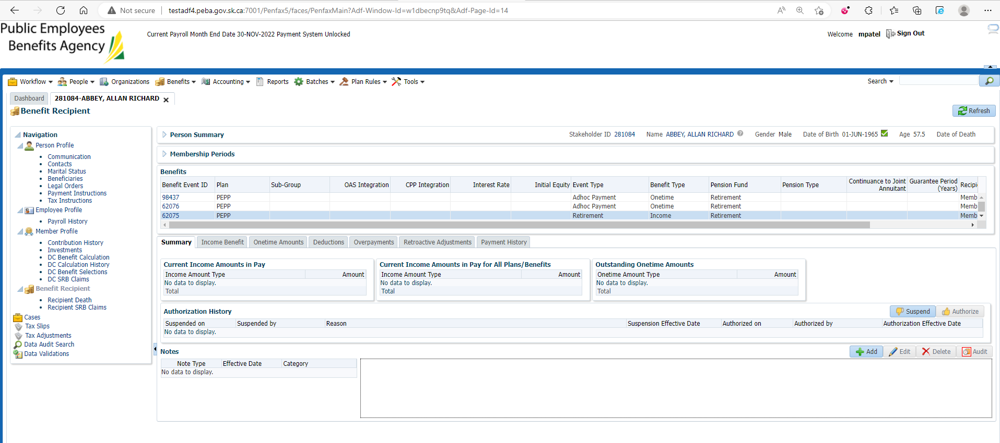 Not secure | testadf4.peba.gov.sk.ca:7001/Penfax5/faces/PenfaxMain?Adf-Window-Id=w1dbecnp9tq&Adf-Page-Id=14
Public Employees
Benefits Agency
Current Payroll Month End Date 30-NOV-2022 Payment System Unlocked
Welcome mpatel Sign Out
Workflow People Organizations Benefits Accounting Reports Batches Plan Rules Tools Search
Dashboard 281084-ABBEY, ALLAN RICHARD
Benefit Recipient
Refresh
Navigation
Person Profile
Communication
Contacts
Marital Status
Beneficiaries
Legal Orders
Payment Instructions
Tax Instructions
Employee Profile
Payroll History
Member Profile
Contribution History
Investments
DC Benefit Calculation
DC Calculation History
DC Benefit Selections
DC SRB Claims
Benefit Recipient
Recipient Death
Recipient SRB Claims
Cases
Tax Slips
Tax Adjustments
Data Audit Search
Data Validations
Person Summary Stakeholder ID 281084 Name ABBEY, ALLAN RICHARD Gender Male Date of Birth 01-JUN-1965 Age 57.5 Date of Death
Membership Periods
Benefits
Benefit Event ID Plan Sub-Group OAS Integration CPP Integration Interest Rate Initial Equity Event Type Benefit Type Pension Fund Pension Type Continuance to Joint Annuitant Guarantee Period (Years) Recipi
98437 PEPP Adhoc Payment Onetime Retirement Memb
62076 PEPP Adhoc Payment Onetime Retirement Memb
62075 PEPP Retirement Income Retirement Memb
Summary Income Benefit Onetime Amounts Deductions Overpayments Retroactive Adjustments Payment History
Current Income Amounts in Pay
Income Amount Type Amount
No data to display.
Total
Current Income Amounts in Pay for All Plans/Benefits
Income Amount Type Amount
No data to display.
Total
Outstanding Onetime Amounts
Onetime Amount Type Amount
No data to display.
Total
Authorization History Suspend Authorize
Suspended on Suspended by Reason Suspension Effective Date Authorized on Authorized by Authorization Effective Date
No data to display.
Notes Add Edit Delete Audit
Note Type Effective Date Category
No data to display.